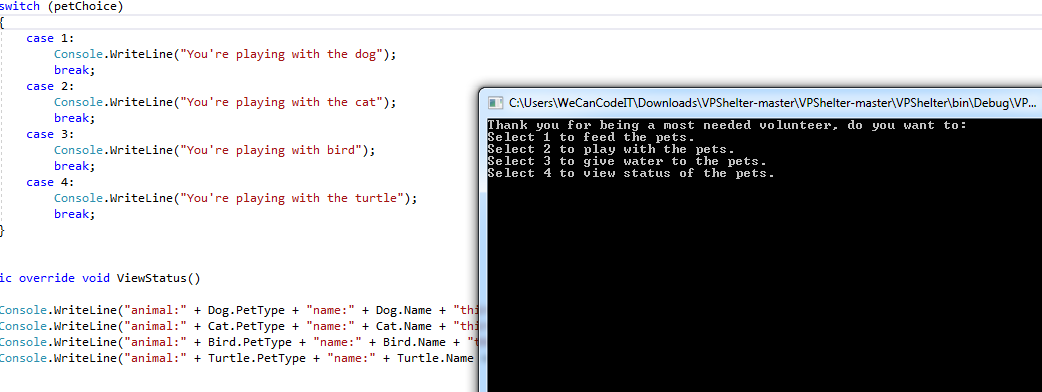 switch (petChoice)
{
case 1:
Console.WriteLine("You're playing with the dog");
break;
case 2:
Console.WriteLine("You're playing with the cat");
break;
case 3:
Console.WriteLine("You're playing with bird");
break;
case 4:
Console.WriteLine("You're playing with the turtle");
break;
}
ic override void ViewStatus()
Console.WriteLine("animal:" + Dog.PetType + "name:" + Dog.Name + "thi
Console.WriteLine("animal:" + Cat.PetType + "name:" + Cat.Name + "thi
Console.WriteLine("animal:" + Bird.PetType + "name:" + Bird.Name + "t
Console.WriteLine("animal:" + Turtle.PetType + "name:" + Turtle.Name
C:\Users\WeCanCodeIT\Downloads\VPShelter-master\VPShelter-master\VPShelter\bin\Debug\VP...
Thank you for being a most needed volunteer, do you want to:
Select 1 to feed the pets.
Select 2 to play with the pets.
Select 3 to give water to the pets.
Select 4 to view status of the pets.